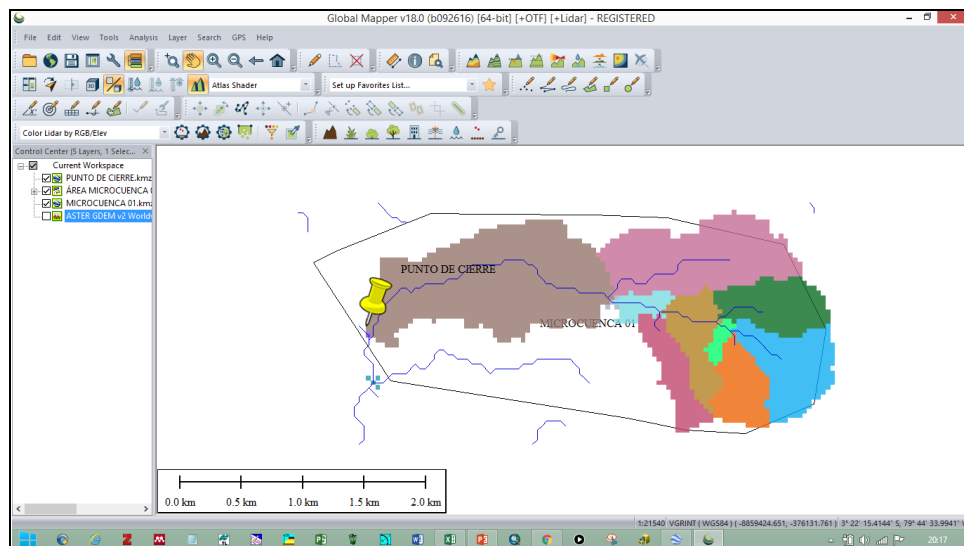 Global Mapper v18.0 (b092616) [64-bit] [+OTF] [+Lidar] - REGISTERED
File Edit View Tools Analysis Layer Search GPS Help
Atlas Shader
Set up Favorites List...
Color Lidar by RGB/Elev
Control Center (5 Layers, 1 Selec...
Current Workspace
PUNTO DE CIERRE.kmz
ÁREA MICROCUENCA 0
MICROCUENCA 01.kmz
ASTER GDEM v2 World
PUNTO DE CIERRE
MICROCUENCA 01
0.0 km 0.5 km 1.0 km 1.5 km 2.0 km
1:21540 VGRINT ( WGS84 ) ( -8859424.651, -376131.761 ) 3° 22' 15.4144" S, 79° 44' 33.9941"
20:17